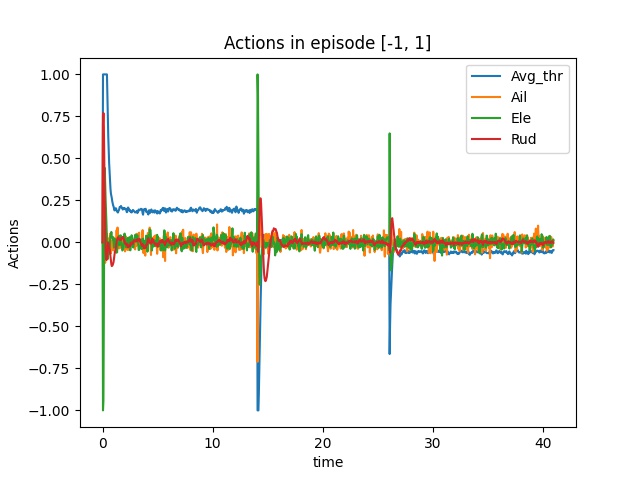 Actions in episode [-1, 1]
Actions
1.00
0.75
0.50
0.25
0.00
−0.25
−0.50
−0.75
−1.00
Avg_thr
Ail
Ele
Rud
0 10 20 30 40
time